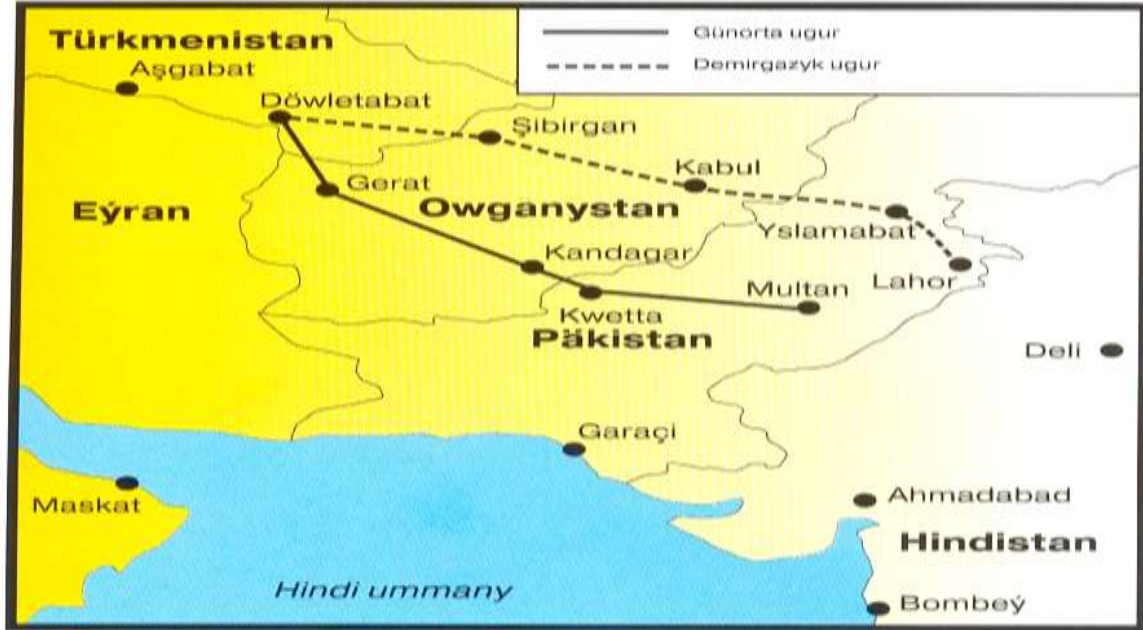 Türkmenistan
Günorta ugur
Aşgabat
Demirgazyk ugur
Döwletabat
Şibirgan
Kabul
Gerat
Eýran
Owganystan
Yslamabat
Kandagar
Lahor
Multan
Kwetta
Päkistan
Deli
Garaçi
Maskat
Ahmadabad
Hindistan
Hindi ummany
Bombeý